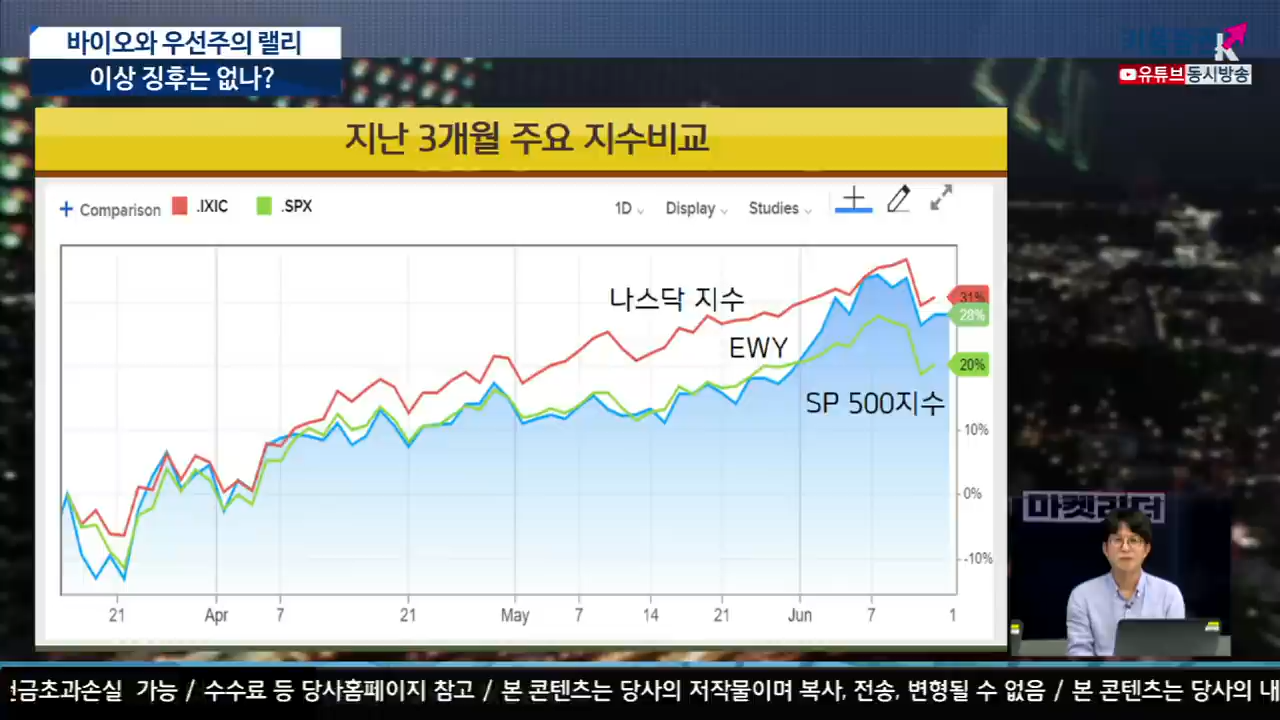 바이오와 우선주의 랠리
이상 징후는 없나?
유튜브동시방송
지난 3개월 주요 지수비교
+ Comparison .IXIC .SPX 1D Display Studies
나스닥 지수
EWY
SP 500지수
31%
28%
20%
10%
0%
-10%
21 Apr 7 21 May 7 14 21 Jun 7 1
마켓리더
금초과손실 가능 / 수수료 등 당사홈페이지 참고 / 본 콘텐츠는 당사의 저작물이며 복사, 전송, 변형될 수 없음 / 본 콘텐츠는 당사의 내